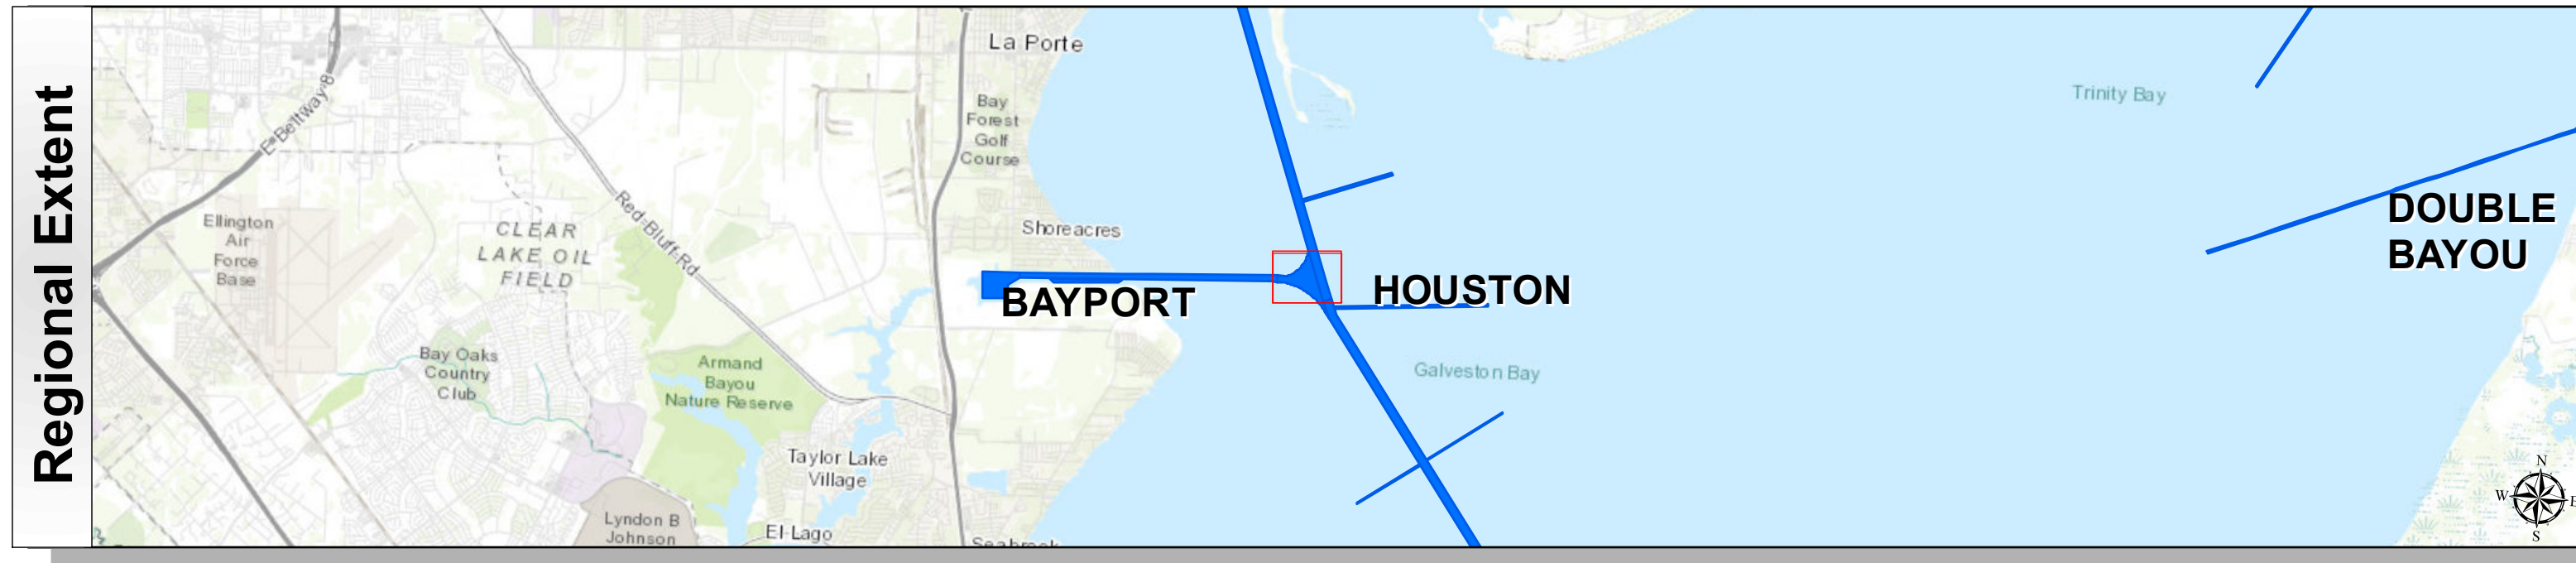 Regional Extent
La Porte
E Beltway 8
Bay
Forest
Golf
Course
Trinity Bay
Red Bluff Rd
Ellington
Air
Force
Base
CLEAR
LAKE OIL
FIELD
Shoreacres
DOUBLE
BAYOU
BAYPORT
HOUSTON
Bay Oaks
Country
Club
Armand
Bayou
Nature Reserve
Galveston Bay
Taylor Lake
Village
Lyndon B
Johnson
El Lago
Seabrook
N
W
E
S